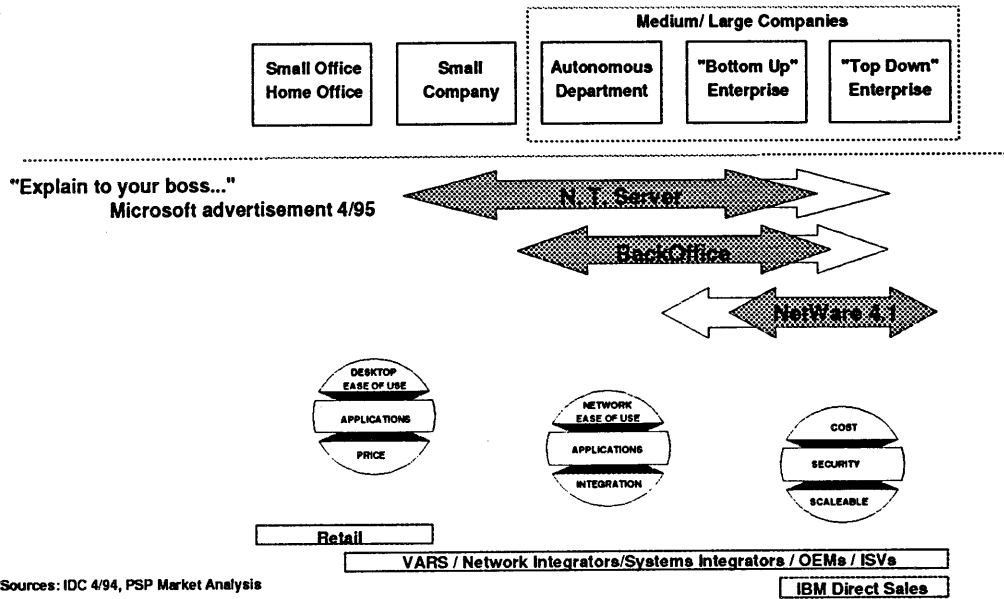 Medium/ Large Companies
Small Office
Home Office
Small
Company
Autonomous
Department
"Bottom Up"
Enterprise
"Top Down"
Enterprise
"Explain to your boss..."
Microsoft advertisement 4/95
N. T. Server
BackOffice
NetWare 4.1
DESKTOP
EASE OF USE
APPLICATIONS
PRICE
NETWORK
EASE OF USE
APPLICATIONS
INTEGRATION
COST
SECURITY
SCALEABLE
Retail
VARS / Network Integrators/Systems Integrators / OEMs / ISVs
Sources: IDC 4/94, PSP Market Analysis
IBM Direct Sales